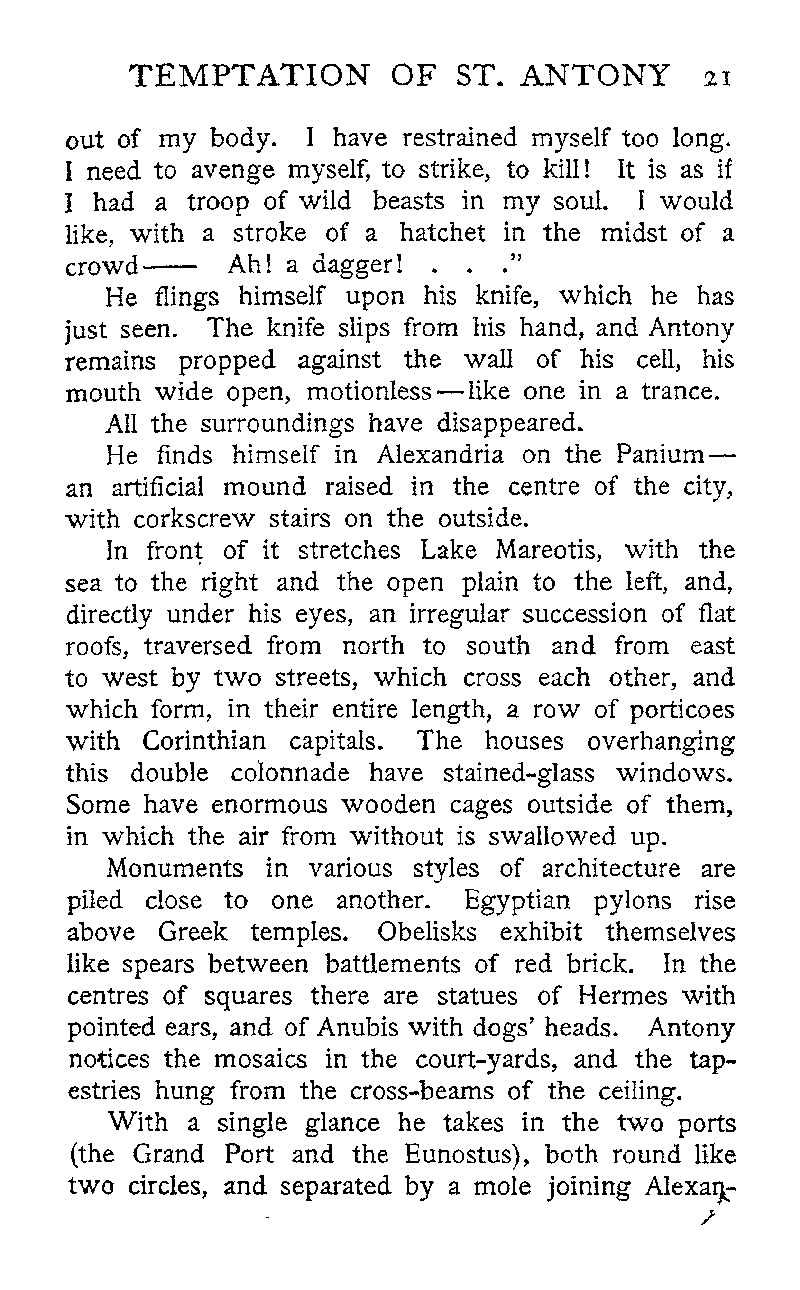 TEMPTATION OF ST. ANTONY 21
out of my body. I have restrained myself too long.
I need to avenge myself, to strike, to kill! It is as if
I had a troop of wild beasts in my soul. I would
like, with a stroke of a hatchet in the midst of a
crowd—— Ah! a dagger! . . .”
He flings himself upon his knife, which he has
just seen. The knife slips from his hand, and Antony
remains propped against the wall of his cell, his
mouth wide open, motionless—like one in a trance.
All the surroundings have disappeared.
He finds himself in Alexandria on the Panium—
an artificial mound raised in the centre of the city,
with corkscrew stairs on the outside.
In front of it stretches Lake Mareotis, with the
sea to the right and the open plain to the left, and,
directly under his eyes, an irregular succession of flat
roofs, traversed from north to south and from east
to west by two streets, which cross each other, and
which form, in their entire length, a row of porticoes
with Corinthian capitals. The houses overhanging
this double colonnade have stained-glass windows.
Some have enormous wooden cages outside of them,
in which the air from without is swallowed up.
Monuments in various styles of architecture are
piled close to one another. Egyptian pylons rise
above Greek temples. Obelisks exhibit themselves
like spears between battlements of red brick. In the
centres of squares there are statues of Hermes with
pointed ears, and of Anubis with dogs’ heads. Antony
notices the mosaics in the court-yards, and the tap-
estries hung from the cross-beams of the ceiling.
With a single glance he takes in the two ports
(the Grand Port and the Eunostus), both round like
two circles, and separated by a mole joining Alexan-